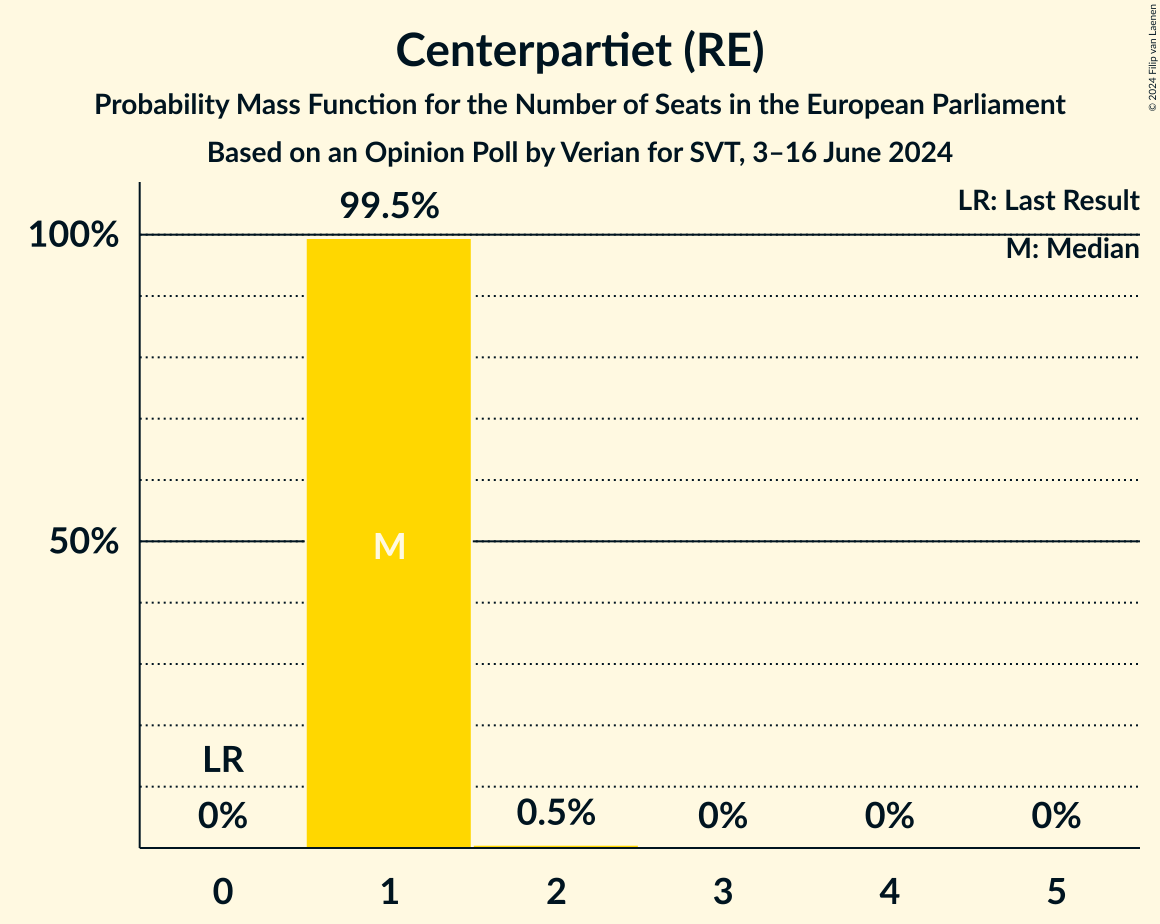 Centerpartiet (RE)
Probability Mass Function for the Number of Seats in the European Parliament
Based on an Opinion Poll by Verian for SVT, 3–16 June 2024
© 2024 Filip van Laenen
LR: Last Result
M: Median
100%
50%
99.5%
M
LR
0%
0.5%
0%
0%
0%
0 1 2 3 4 5